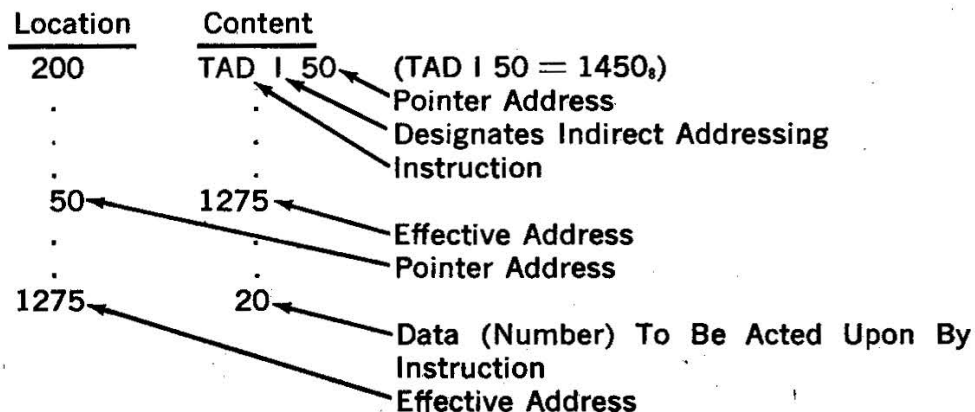 Location Content
200 TAD I 50 (TAD I 50 = 1450₈)
Pointer Address
Designates Indirect Addressing
Instruction
50 1275
Effective Address
Pointer Address
1275 20
Data (Number) To Be Acted Upon By
Instruction
Effective Address